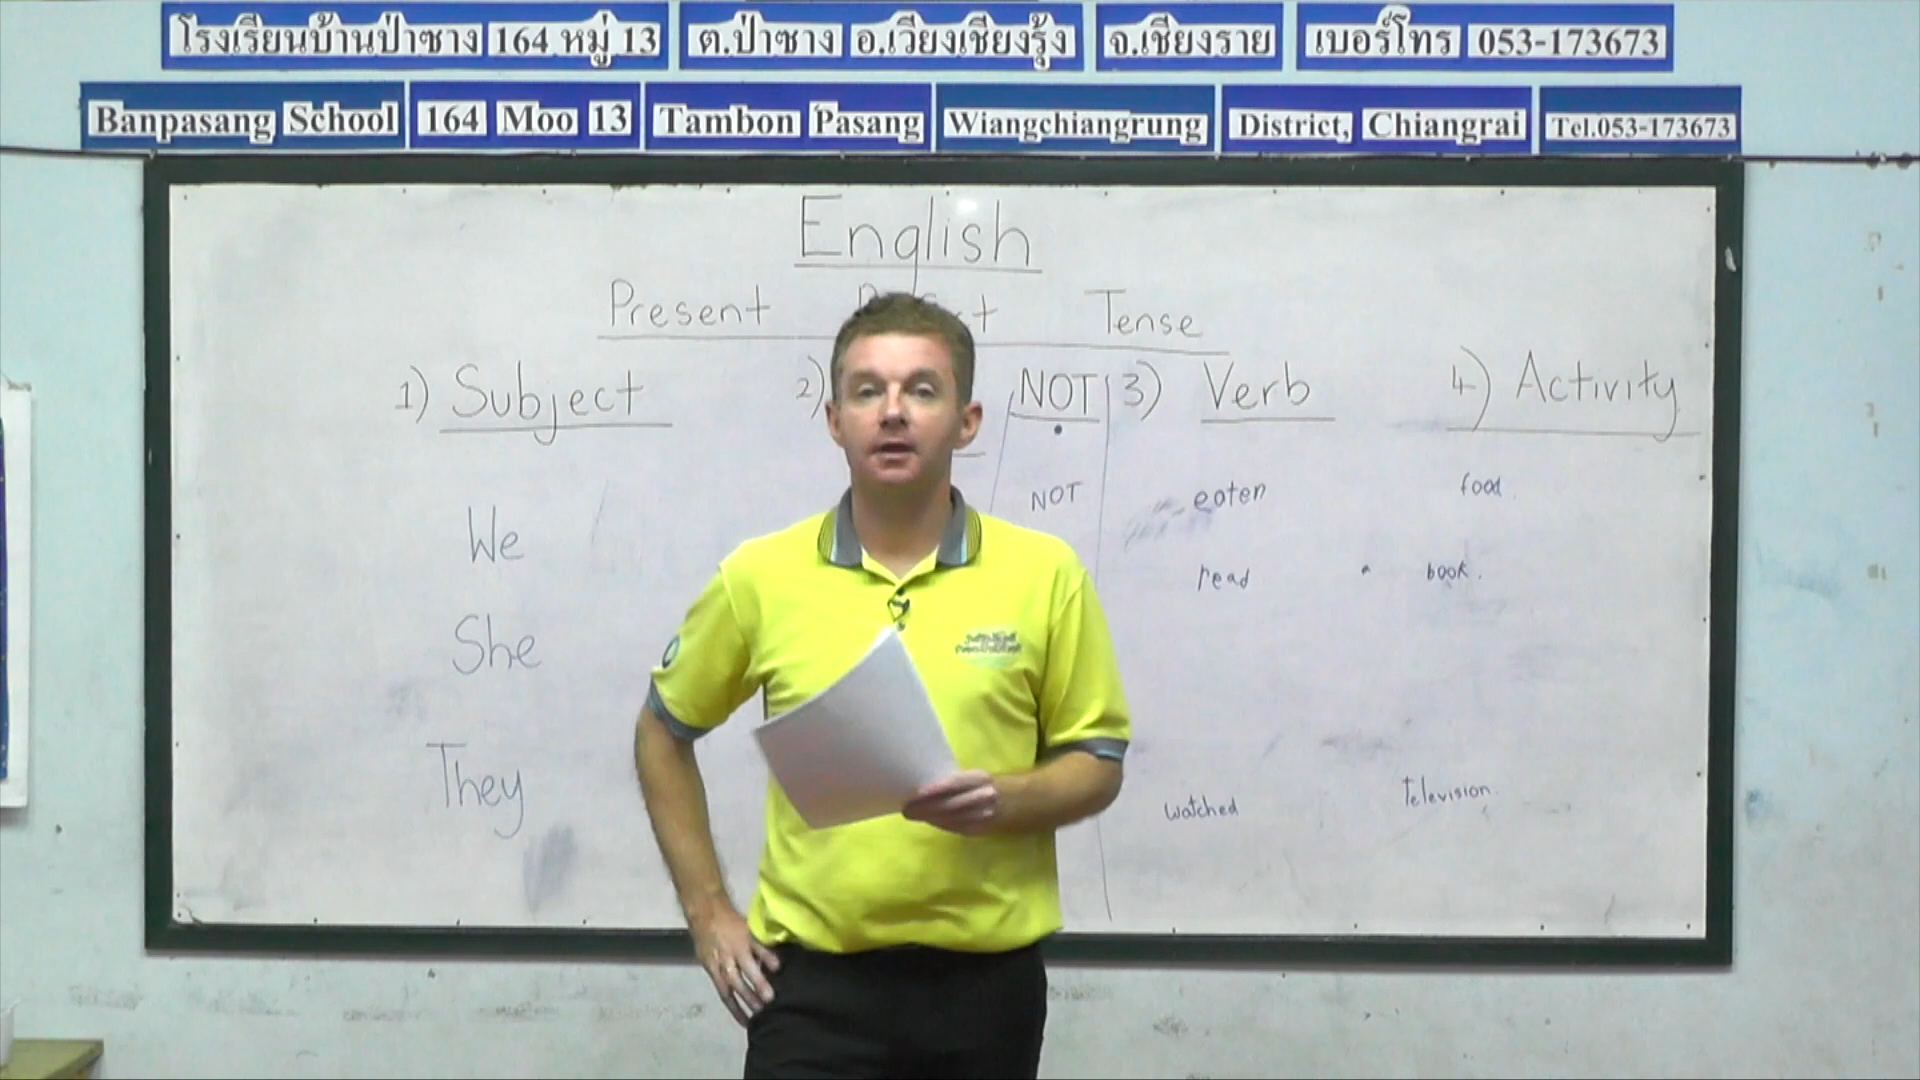 โรงเรียนบ้านป่าซาง 164 หมู่ 13 ต.ป่าซาง อ.เวียงเชียงรุ้ง จ.เชียงราย เบอร์โทร 053-173673
Banpasang School 164 Moo 13 Tambon Pasang Wiangchiangrung District, Chiangrai Tel.053-173673
English
Present Tense
1) Subject 2) NOT 3) Verb 4) Activity
NOT eaten food
We read book.
She
They watched television.